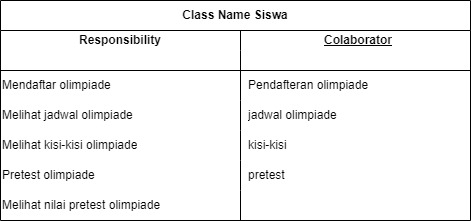 Class Name Siswa
Responsibility Colaborator
Mendaftar olimpiade Pendafteran olimpiade
Melihat jadwal olimpiade jadwal olimpiade
Melihat kisi-kisi olimpiade kisi-kisi
Pretest olimpiade pretest
Melihat nilai pretest olimpiade